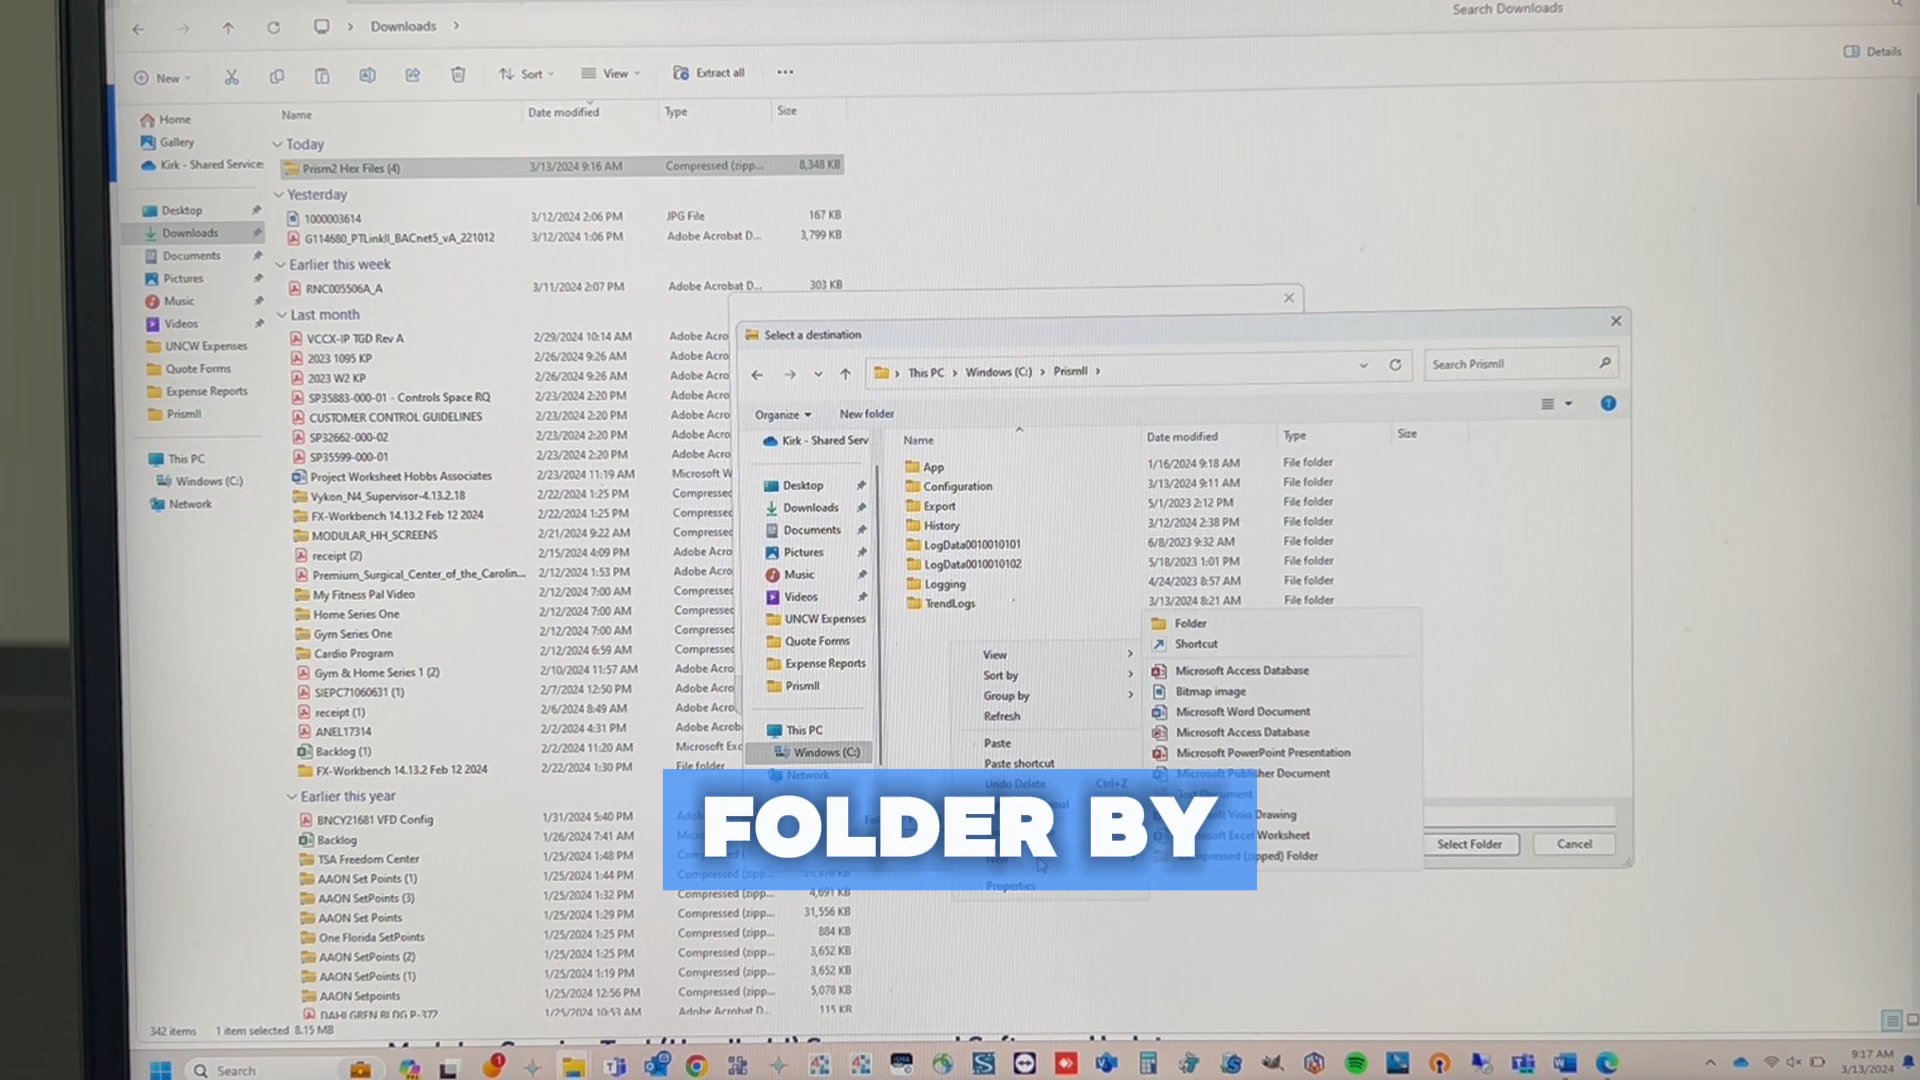 Search Downloads
Downloads
New
Sort
View
Extract all
Details
Name
Date modified
Type
Size
Home
Gallery
Kirk - Shared Service
Desktop
Downloads
Documents
Pictures
Music
Videos
UNCW Expenses
Quote Forms
Expense Reports
PrismII
This PC
Windows (C:)
Network
Today
Prism2 Hex Files (4) 3/13/2024 9:16 AM Compressed (zipp... 8,348 KB
Yesterday
1000003614 3/12/2024 2:06 PM JPG File 167 KB
G114680_PTLinkII_BACnet5_vA_221012 3/12/2024 1:06 PM Adobe Acrobat D... 3,799 KB
Earlier this week
RNC005506A_A 3/11/2024 2:07 PM Adobe Acrobat D... 303 KB
Last month
VCCX-IP TGD Rev A 2/29/2024 10:14 AM Adobe Acro
2023 1095 KP 2/26/2024 9:26 AM Adobe Acro
2023 W2 KP 2/26/2024 9:26 AM Adobe Acro
SP35883-000-01 - Controls Space RQ 2/23/2024 2:20 PM Adobe Acro
CUSTOMER CONTROL GUIDELINES 2/23/2024 2:20 PM Adobe Acro
SP32662-000-02 2/23/2024 2:20 PM Adobe Acro
SP35599-000-01 2/23/2024 2:20 PM Adobe Acro
Project Worksheet Hobbs Associates 2/23/2024 11:19 AM Microsoft W
Vykon_N4_Supervisor-4.13.2.18 2/22/2024 1:25 PM Compressed
FX-Workbench 14.13.2 Feb 12 2024 2/22/2024 1:25 PM Compressed
MODULAR_HH_SCREENS 2/21/2024 9:22 AM Compressed
receipt (2) 2/15/2024 4:09 PM Adobe Acro
Premium_Surgical_Center_of_the_Carolin... 2/12/2024 1:53 PM Adobe Acro
My Fitness Pal Video 2/12/2024 7:00 AM Compressed
Home Series One 2/12/2024 7:00 AM Compressed
Gym Series One 2/12/2024 7:00 AM Compressed
Cardio Program 2/12/2024 6:59 AM Compressed
Gym & Home Series 1 (2) 2/10/2024 11:57 AM Adobe Acro
SIEPC71060631 (1) 2/7/2024 12:50 PM Adobe Acro
receipt (1) 2/6/2024 8:49 AM Adobe Acro
ANEL17314 2/2/2024 4:31 PM Adobe Acrob
Backlog (1) 2/2/2024 11:20 AM Microsoft Exc
FX-Workbench 14.13.2 Feb 12 2024 2/22/2024 1:30 PM File folder
Earlier this year
BNCY21681 VFD Config 1/31/2024 5:40 PM
Backlog 1/26/2024 7:41 AM
TSA Freedom Center 1/25/2024 1:48 PM
AAON Set Points (1) 1/25/2024 1:44 PM
AAON SetPoints (3) 1/25/2024 1:32 PM Compressed (zipp... 4,691 KB
AAON Set Points 1/25/2024 1:29 PM Compressed (zipp... 31,556 KB
One Florida SetPoints 1/25/2024 1:25 PM Compressed (zipp... 884 KB
AAON SetPoints (2) 1/25/2024 1:25 PM Compressed (zipp... 3,652 KB
AAON SetPoints (1) 1/25/2024 1:19 PM Compressed (zipp... 3,652 KB
AAON Setpoints 1/25/2024 12:56 PM Compressed (zipp... 5,078 KB
DAHLGREN BLDG P-372 1/25/2024 10:53 AM Adobe Acrobat D... 115 KB
342 items 1 item selected 8.15 MB
Select a destination
This PC > Windows (C:) > PrismII >
Search PrismII
Organize
New folder
Kirk - Shared Serv
Desktop
Downloads
Documents
Pictures
Music
Videos
UNCW Expenses
Quote Forms
Expense Reports
PrismII
This PC
Windows (C:)
Network
Name Date modified Type Size
App 1/16/2024 9:18 AM File folder
Configuration 3/13/2024 9:11 AM File folder
Export 5/1/2023 2:12 PM File folder
History 3/12/2024 2:38 PM File folder
LogData0010010101 6/8/2023 9:32 AM File folder
LogData0010010102 5/18/2023 1:01 PM File folder
Logging 4/24/2023 8:57 AM File folder
TrendLogs 3/13/2024 8:21 AM File folder
View
Sort by
Group by
Refresh
Paste
Paste shortcut
Undo Delete Ctrl+Z
Properties
Folder
Shortcut
Microsoft Access Database
Bitmap image
Microsoft Word Document
Microsoft Access Database
Microsoft PowerPoint Presentation
Microsoft Publisher Document
Text Document
Visio Drawing
Excel Worksheet
(zipped) Folder
Select Folder
Cancel
FOLDER BY
Search
9:17 AM
3/13/2024